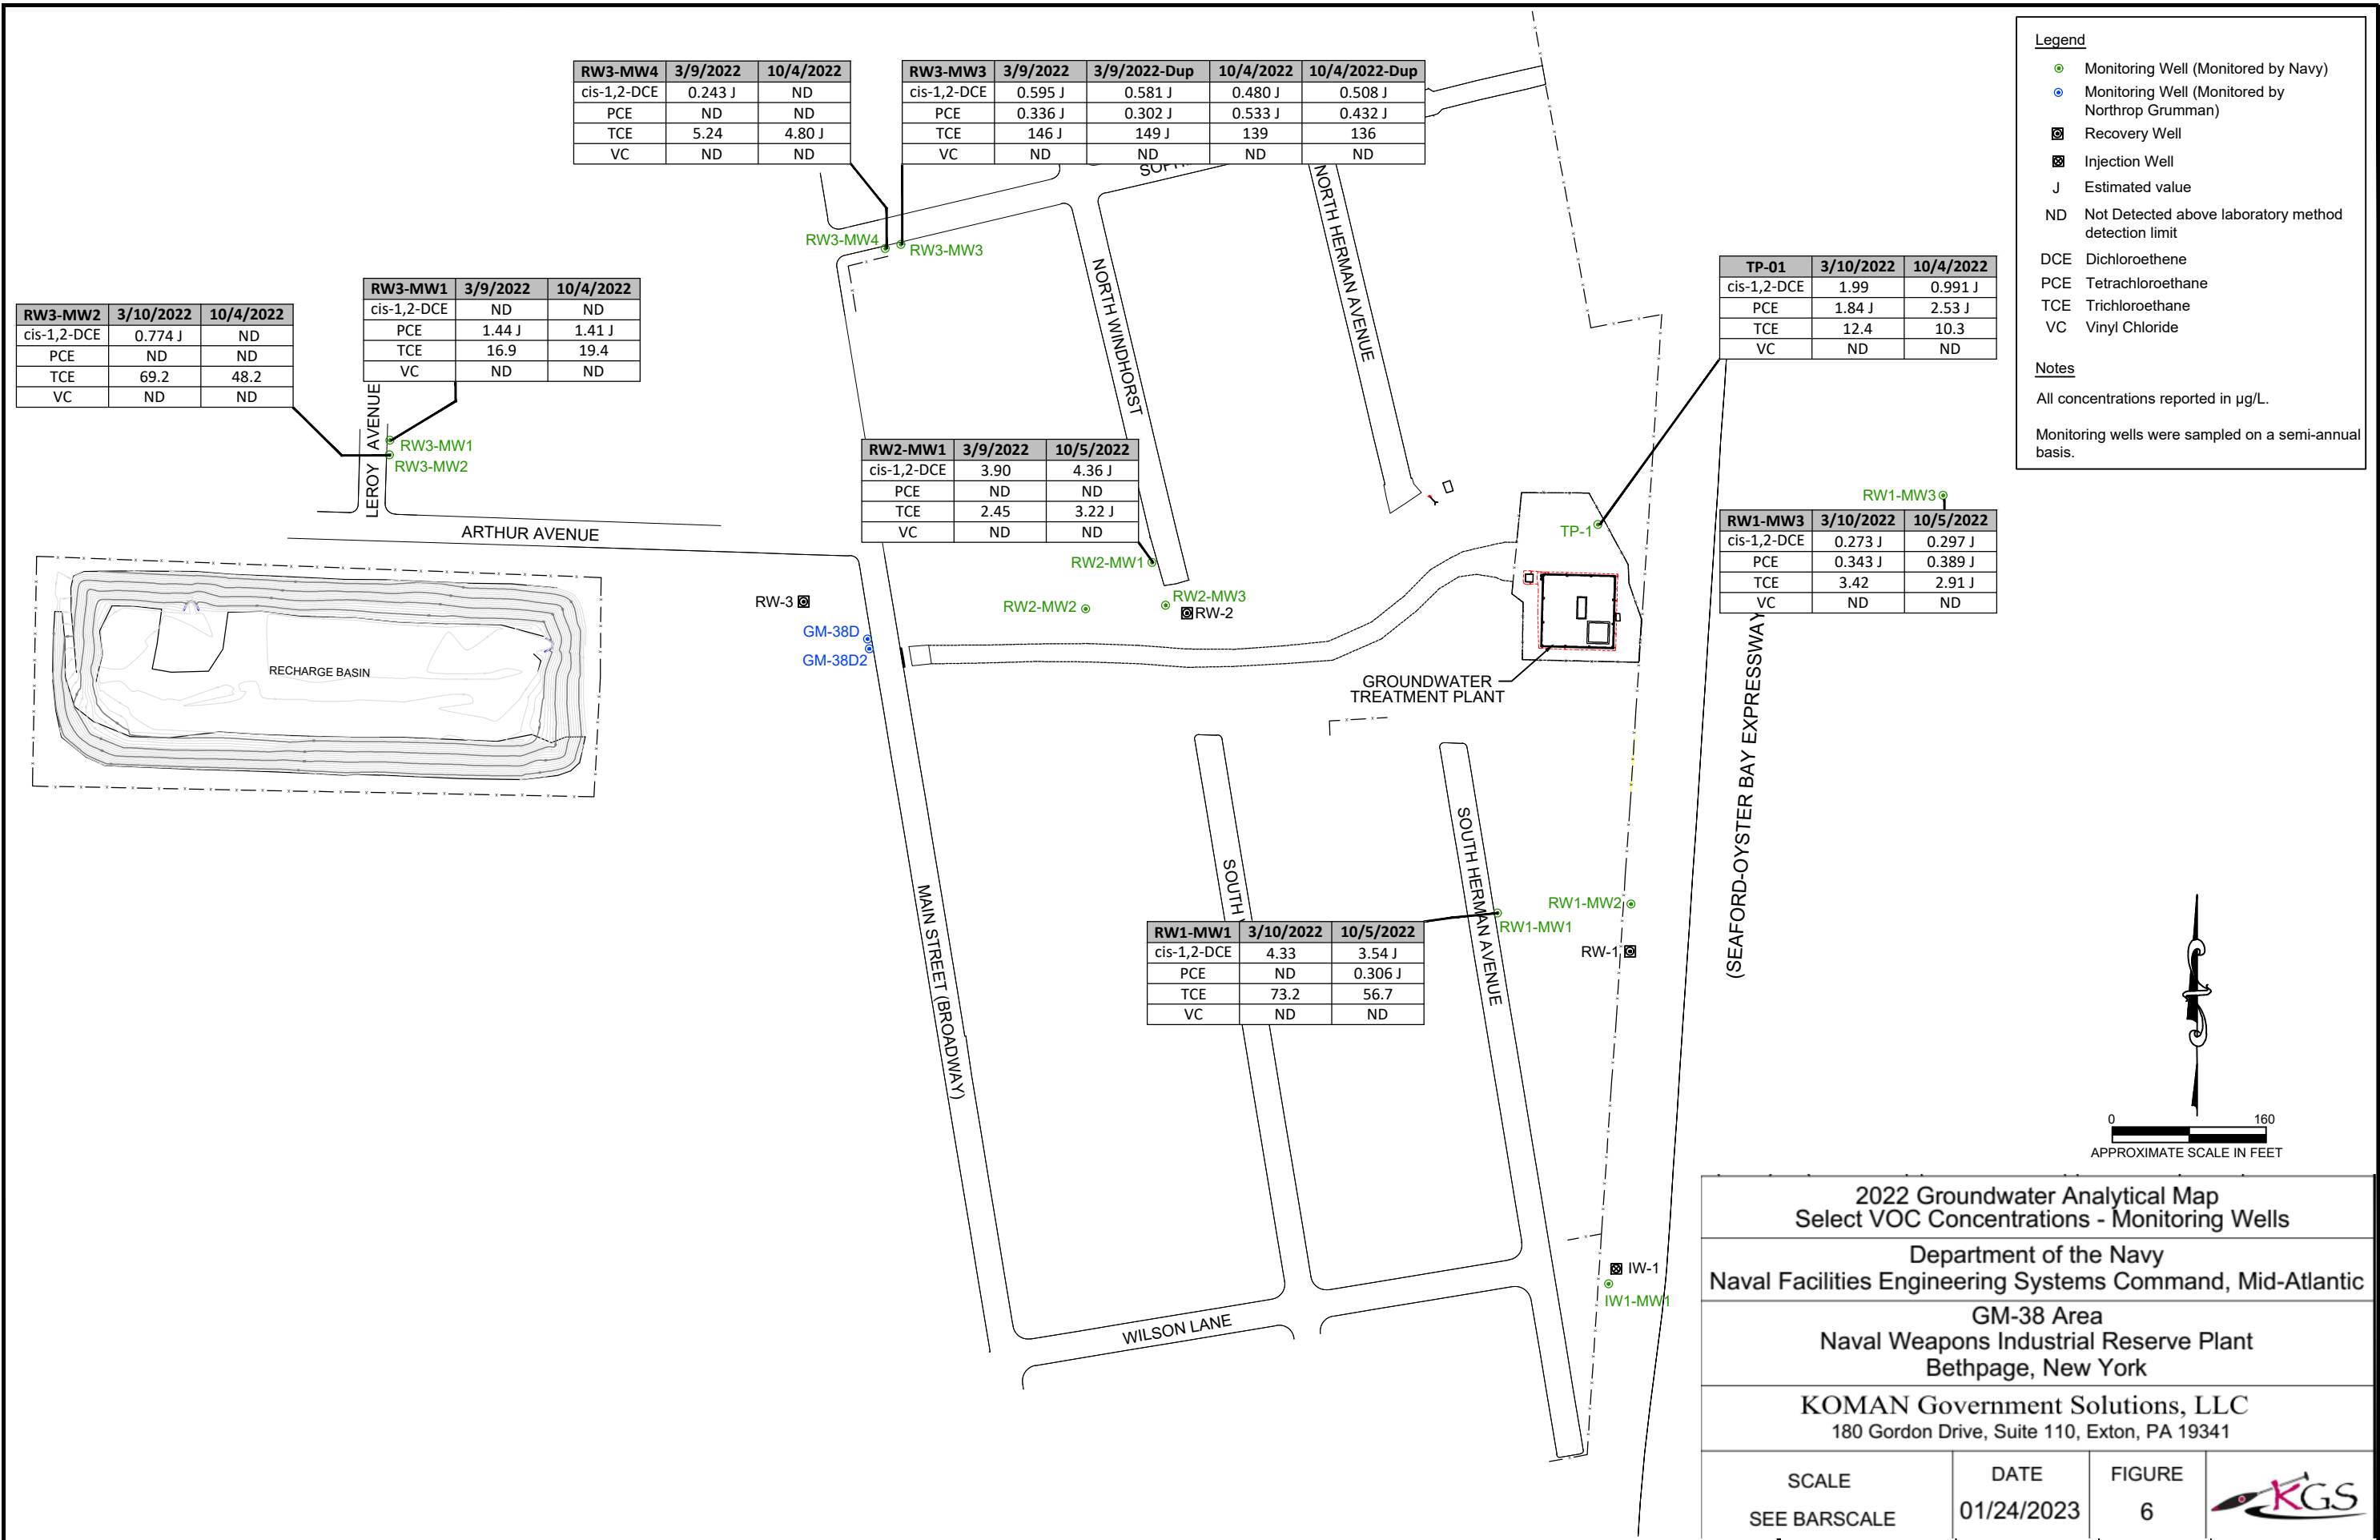 RW3-MW4 3/9/2022 10/4/2022
cis-1,2-DCE 0.243 J ND
PCE ND ND
TCE 5.24 4.80 J
VC ND ND
RW3-MW3 3/9/2022 3/9/2022-Dup 10/4/2022 10/4/2022-Dup
cis-1,2-DCE 0.595 J 0.581 J 0.480 J 0.508 J
PCE 0.336 J 0.302 J 0.533 J 0.432 J
TCE 146 J 149 J 139 136
VC ND ND ND ND
Legend
Monitoring Well (Monitored by Navy)
Monitoring Well (Monitored by
Northrop Grumman)
Recovery Well
Injection Well
J Estimated value
ND Not Detected above laboratory method
detection limit
DCE Dichloroethene
PCE Tetrachloroethane
TCE Trichloroethane
VC Vinyl Chloride
Notes
All concentrations reported in µg/L.
Monitoring wells were sampled on a semi-annual
basis.
NORTH HERMAN AVENUE
NORTH WINDHORST
RW3-MW4
RW3-MW3
RW3-MW2 3/10/2022 10/4/2022
cis-1,2-DCE 0.774 J ND
PCE ND ND
TCE 69.2 48.2
VC ND ND
RW3-MW1 3/9/2022 10/4/2022
cis-1,2-DCE ND ND
PCE 1.44 J 1.41 J
TCE 16.9 19.4
VC ND ND
TP-01 3/10/2022 10/4/2022
cis-1,2-DCE 1.99 0.991 J
PCE 1.84 J 2.53 J
TCE 12.4 10.3
VC ND ND
LEROY AVENUE
RW3-MW1
RW3-MW2
ARTHUR AVENUE
RW2-MW1 3/9/2022 10/5/2022
cis-1,2-DCE 3.90 4.36 J
PCE ND ND
TCE 2.45 3.22 J
VC ND ND
TP-1
RW1-MW3
RW1-MW3 3/10/2022 10/5/2022
cis-1,2-DCE 0.273 J 0.297 J
PCE 0.343 J 0.389 J
TCE 3.42 2.91 J
VC ND ND
RW2-MW1
RW2-MW2
RW2-MW3
RW-2
RW-3
GM-38D
GM-38D2
RECHARGE BASIN
GROUNDWATER
TREATMENT PLANT
(SEAFORD-OYSTER BAY EXPRESSWAY
MAIN STREET (BROADWAY)
SOUTH
SOUTH HERMAN AVENUE
RW1-MW1 3/10/2022 10/5/2022
cis-1,2-DCE 4.33 3.54 J
PCE ND 0.306 J
TCE 73.2 56.7
VC ND ND
RW1-MW2
RW1-MW1
RW-1
IW-1
IW1-MW1
WILSON LANE
0 160
APPROXIMATE SCALE IN FEET
2022 Groundwater Analytical Map
Select VOC Concentrations - Monitoring Wells
Department of the Navy
Naval Facilities Engineering Systems Command, Mid-Atlantic
GM-38 Area
Naval Weapons Industrial Reserve Plant
Bethpage, New York
KOMAN Government Solutions, LLC
180 Gordon Drive, Suite 110, Exton, PA 19341
SCALE
SEE BARSCALE
DATE
01/24/2023
FIGURE
6
KGS